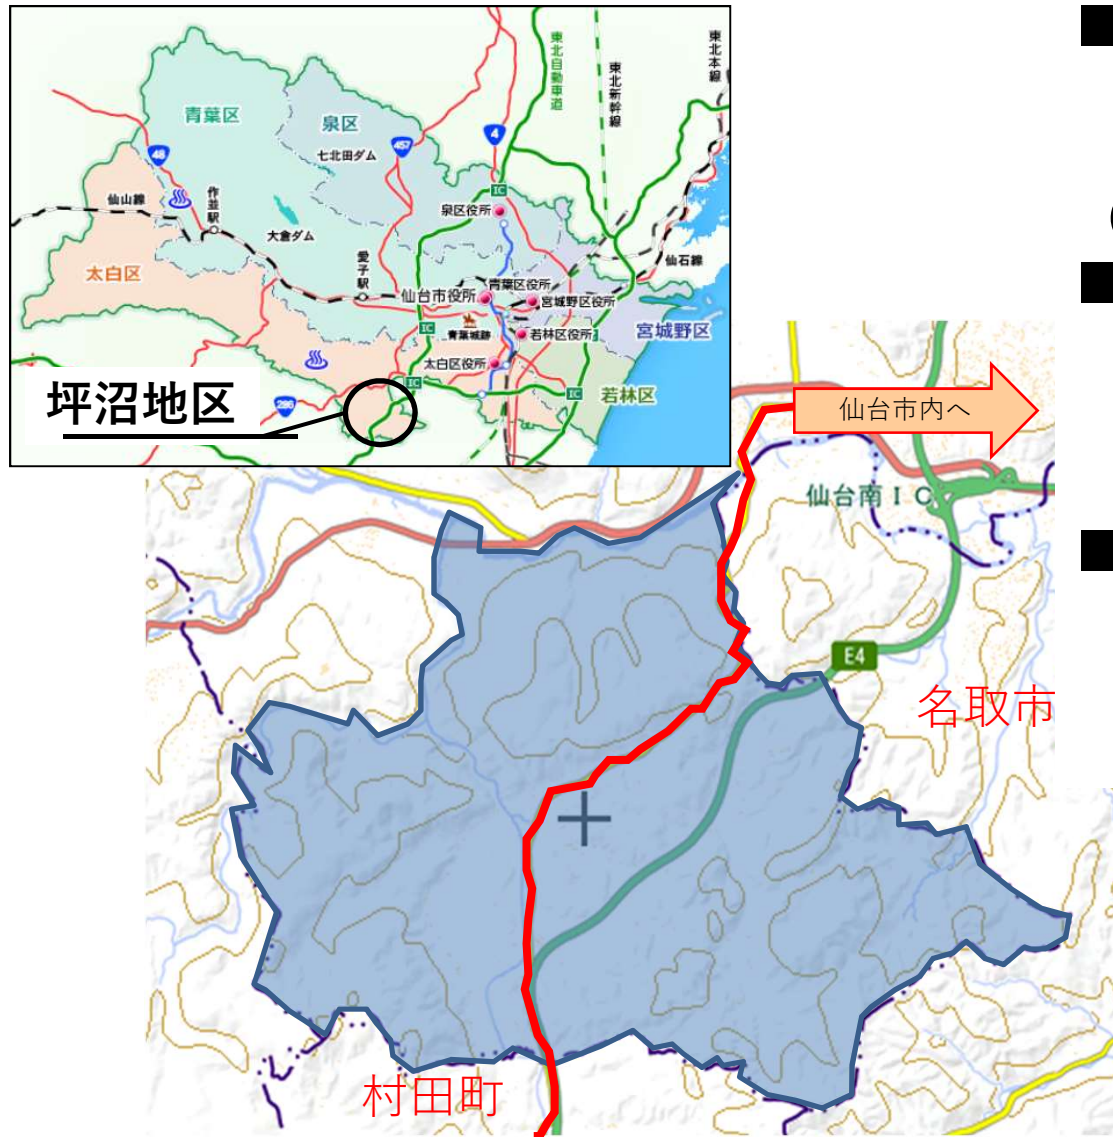 東北自動車道
東北新幹線
東北本線
青葉区
泉区
457
4
七北田ダム
48
IC
仙山線
作並駅
泉区役所
大倉ダム
愛子駅
仙石線
太白区
青葉区役所
仙台市役所
宮城野区役所
IC
青葉城跡
若林区役所
宮城野区
太白区役所
IC
IC
若林区
286
坪沼地区
仙台市内へ
仙台南IC
E4
名取市
村田町